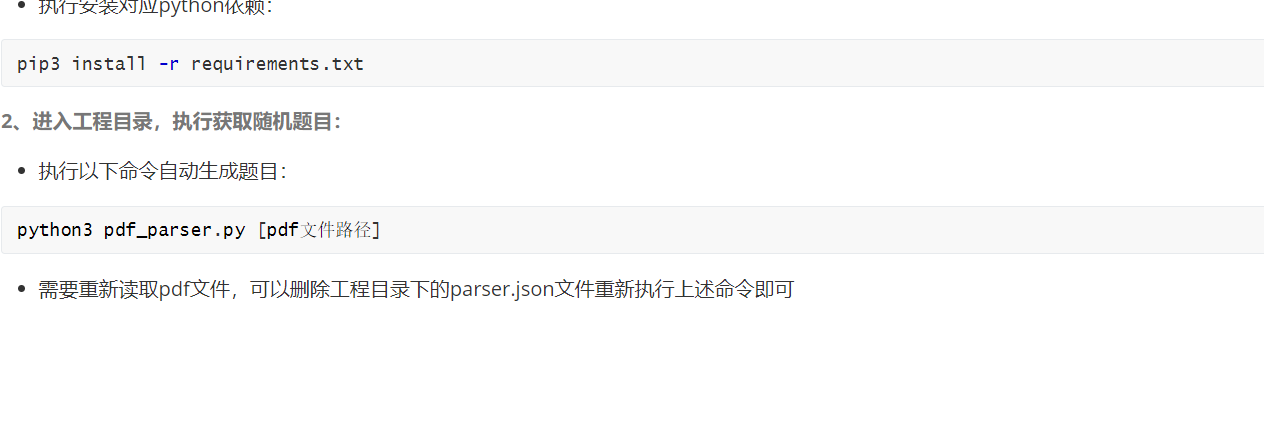 执行安装对应python依赖：
pip3 install -r requirements.txt
2、进入工程目录，执行获取随机题目：
执行以下命令自动生成题目：
python3 pdf_parser.py [pdf文件路径]
需要重新读取pdf文件，可以删除工程目录下的parser.json文件重新执行上述命令即可